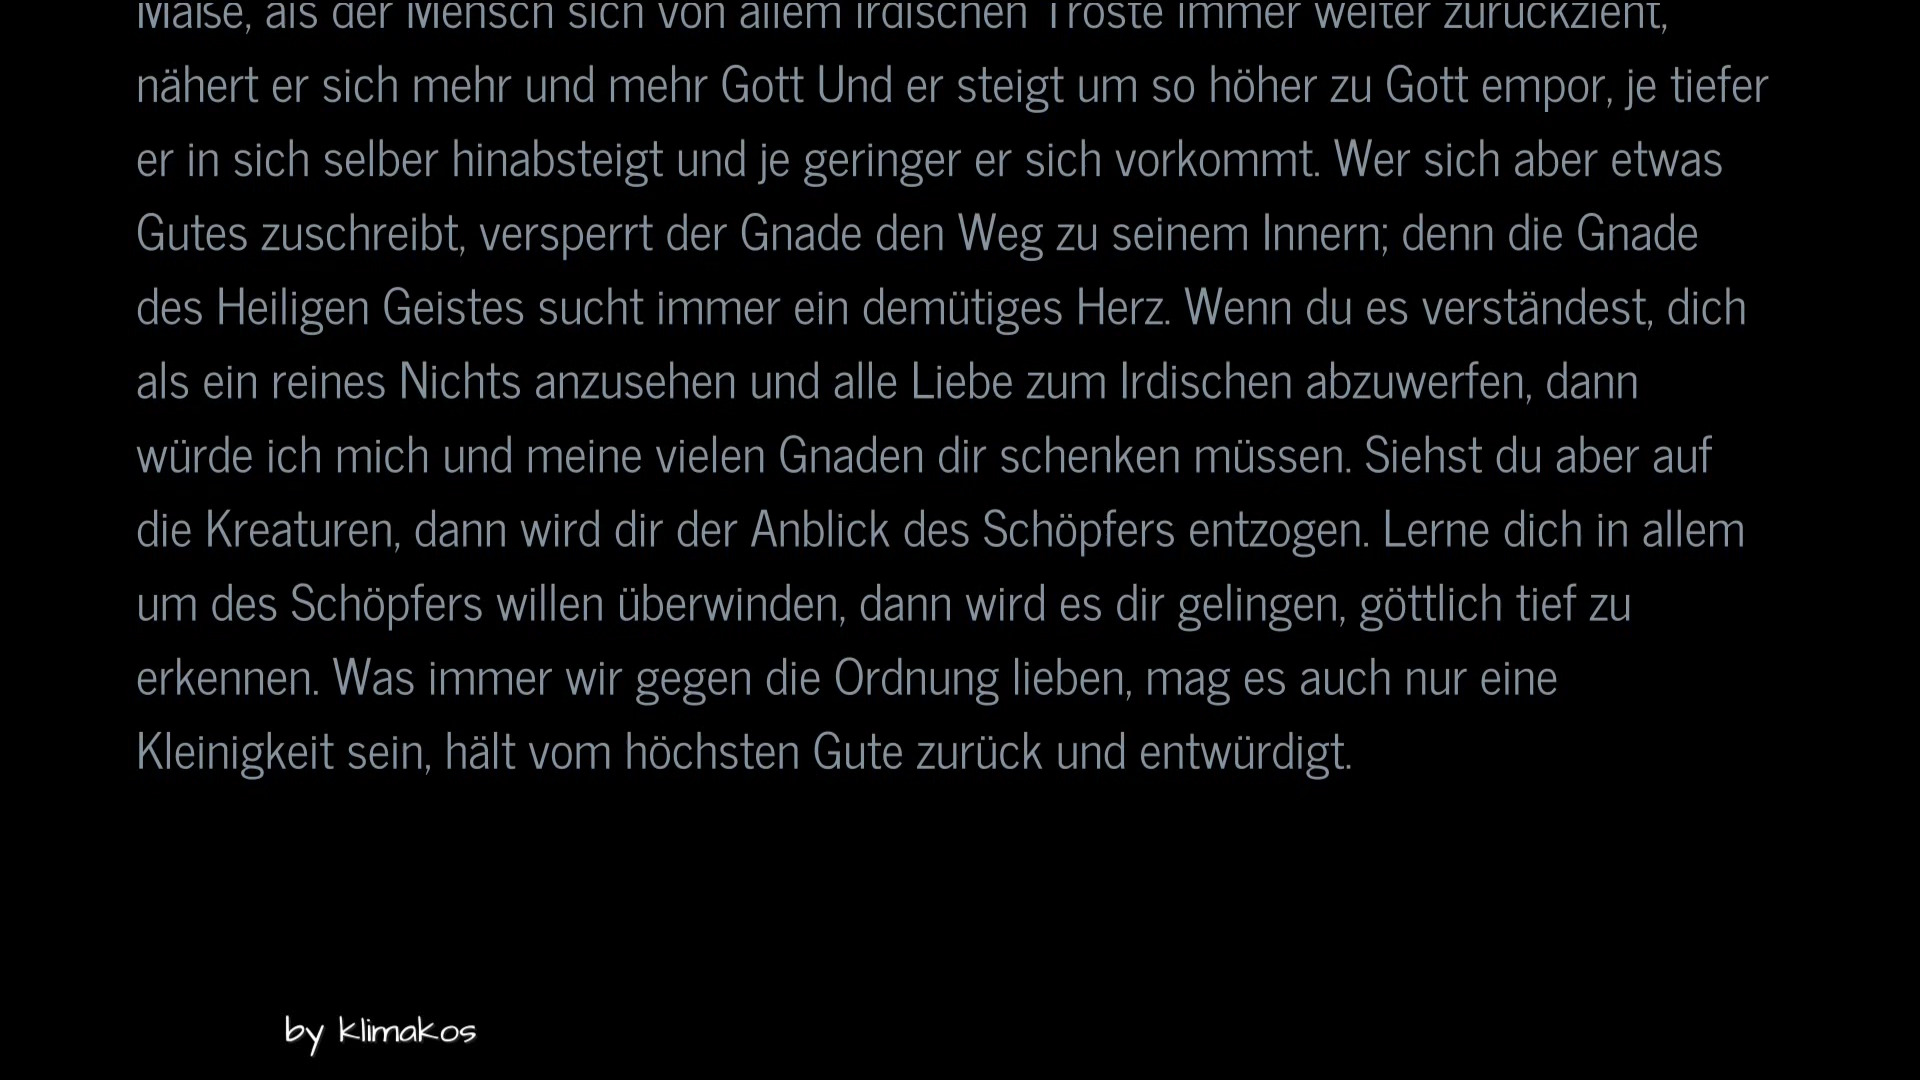 Maße, als der Mensch sich von allem irdischen Troste immer weiter zurückzieht,
nähert er sich mehr und mehr Gott Und er steigt um so höher zu Gott empor, je tiefer
er in sich selber hinabsteigt und je geringer er sich vorkommt. Wer sich aber etwas
Gutes zuschreibt, versperrt der Gnade den Weg zu seinem Innern; denn die Gnade
des Heiligen Geistes sucht immer ein demütiges Herz. Wenn du es verständest, dich
als ein reines Nichts anzusehen und alle Liebe zum Irdischen abzuwerfen, dann
würde ich mich und meine vielen Gnaden dir schenken müssen. Siehst du aber auf
die Kreaturen, dann wird dir der Anblick des Schöpfers entzogen. Lerne dich in allem
um des Schöpfers willen überwinden, dann wird es dir gelingen, göttlich tief zu
erkennen. Was immer wir gegen die Ordnung lieben, mag es auch nur eine
Kleinigkeit sein, hält vom höchsten Gute zurück und entwürdigt.
by klimakos